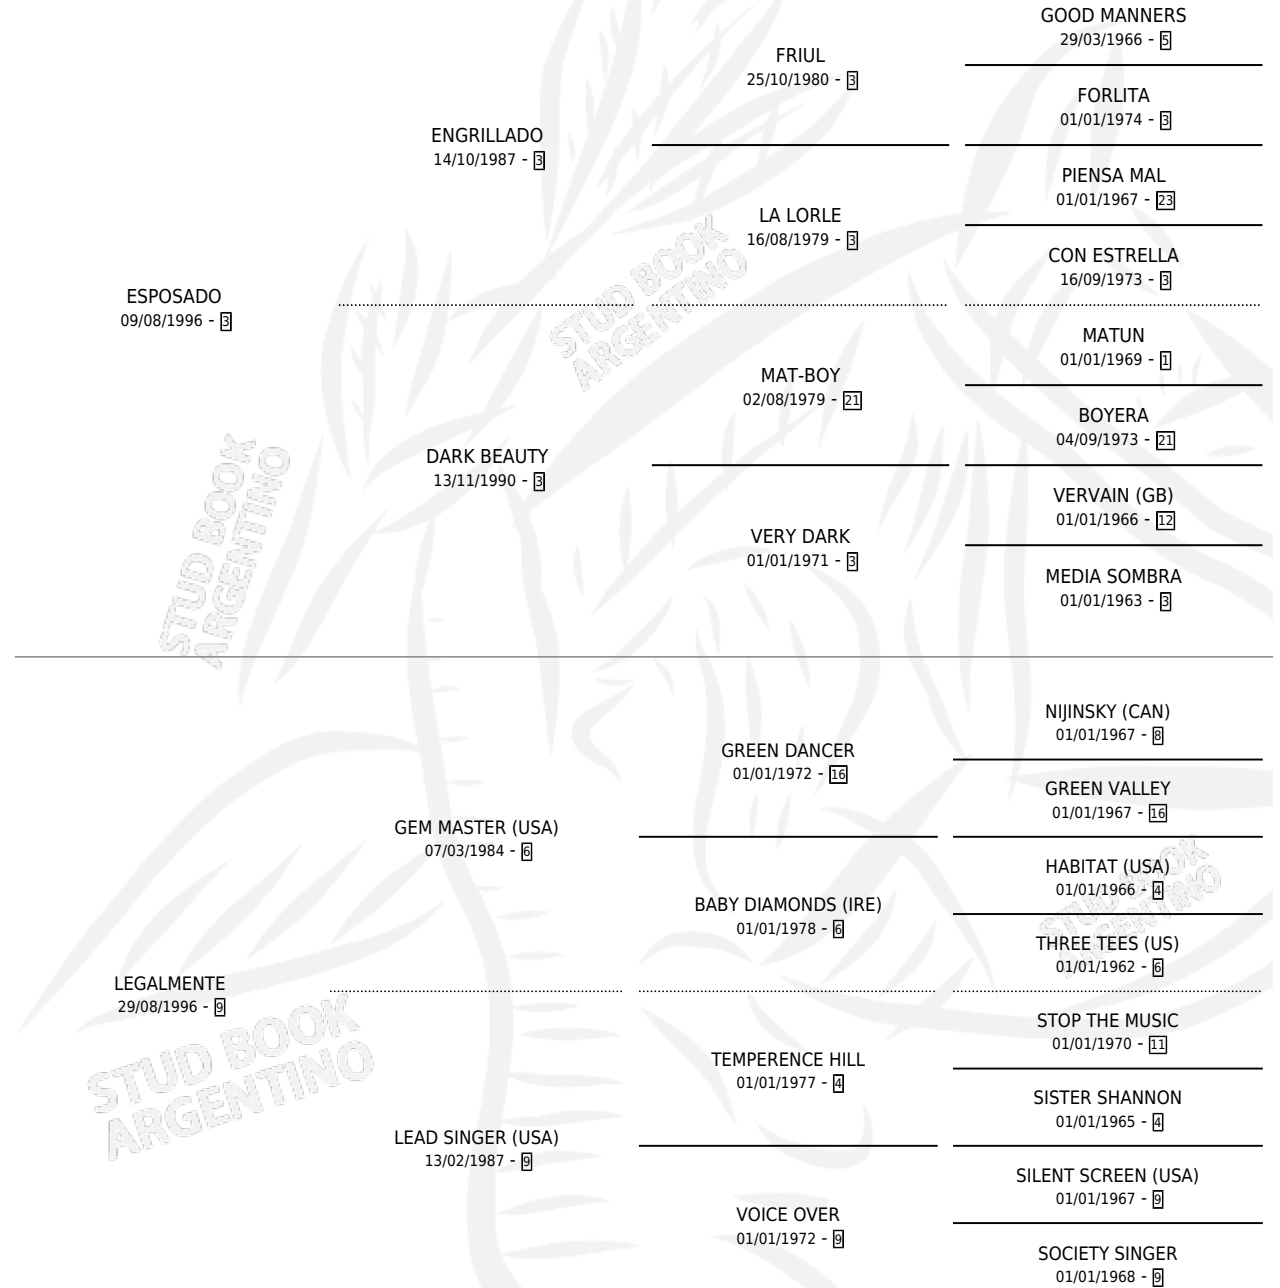 GOOD MANNERS
29/03/1966 - 5
FRIUL
25/10/1980 - 3
FORLITA
01/01/1974 - 3
ENGRILLADO
14/10/1987 - 3
PIENSA MAL
01/01/1967 - 23
LA LORLE
16/08/1979 - 3
CON ESTRELLA
16/09/1973 - 3
ESPOSADO
09/08/1996 - 3
MATUN
01/01/1969 - 1
MAT-BOY
02/08/1979 - 21
BOYERA
04/09/1973 - 21
DARK BEAUTY
13/11/1990 - 3
VERVAIN (GB)
01/01/1966 - 12
VERY DARK
01/01/1971 - 3
MEDIA SOMBRA
01/01/1963 - 3
NIJINSKY (CAN)
01/01/1967 - 8
GREEN DANCER
01/01/1972 - 16
GREEN VALLEY
01/01/1967 - 16
GEM MASTER (USA)
07/03/1984 - 6
HABITAT (USA)
01/01/1966 - 4
BABY DIAMONDS (IRE)
01/01/1978 - 6
THREE TEES (US)
01/01/1962 - 6
LEGALMENTE
29/08/1996 - 9
STOP THE MUSIC
01/01/1970 - 11
TEMPERENCE HILL
01/01/1977 - 4
SISTER SHANNON
01/01/1965 - 4
LEAD SINGER (USA)
13/02/1987 - 9
SILENT SCREEN (USA)
01/01/1967 - 9
VOICE OVER
01/01/1972 - 9
SOCIETY SINGER
01/01/1968 - 9
STUD BOOK
ARGENTINO
STUD BOOK
ARGENTINO
STUD BOOK
ARGENTINO
STUD BOOK
ARGENTINO